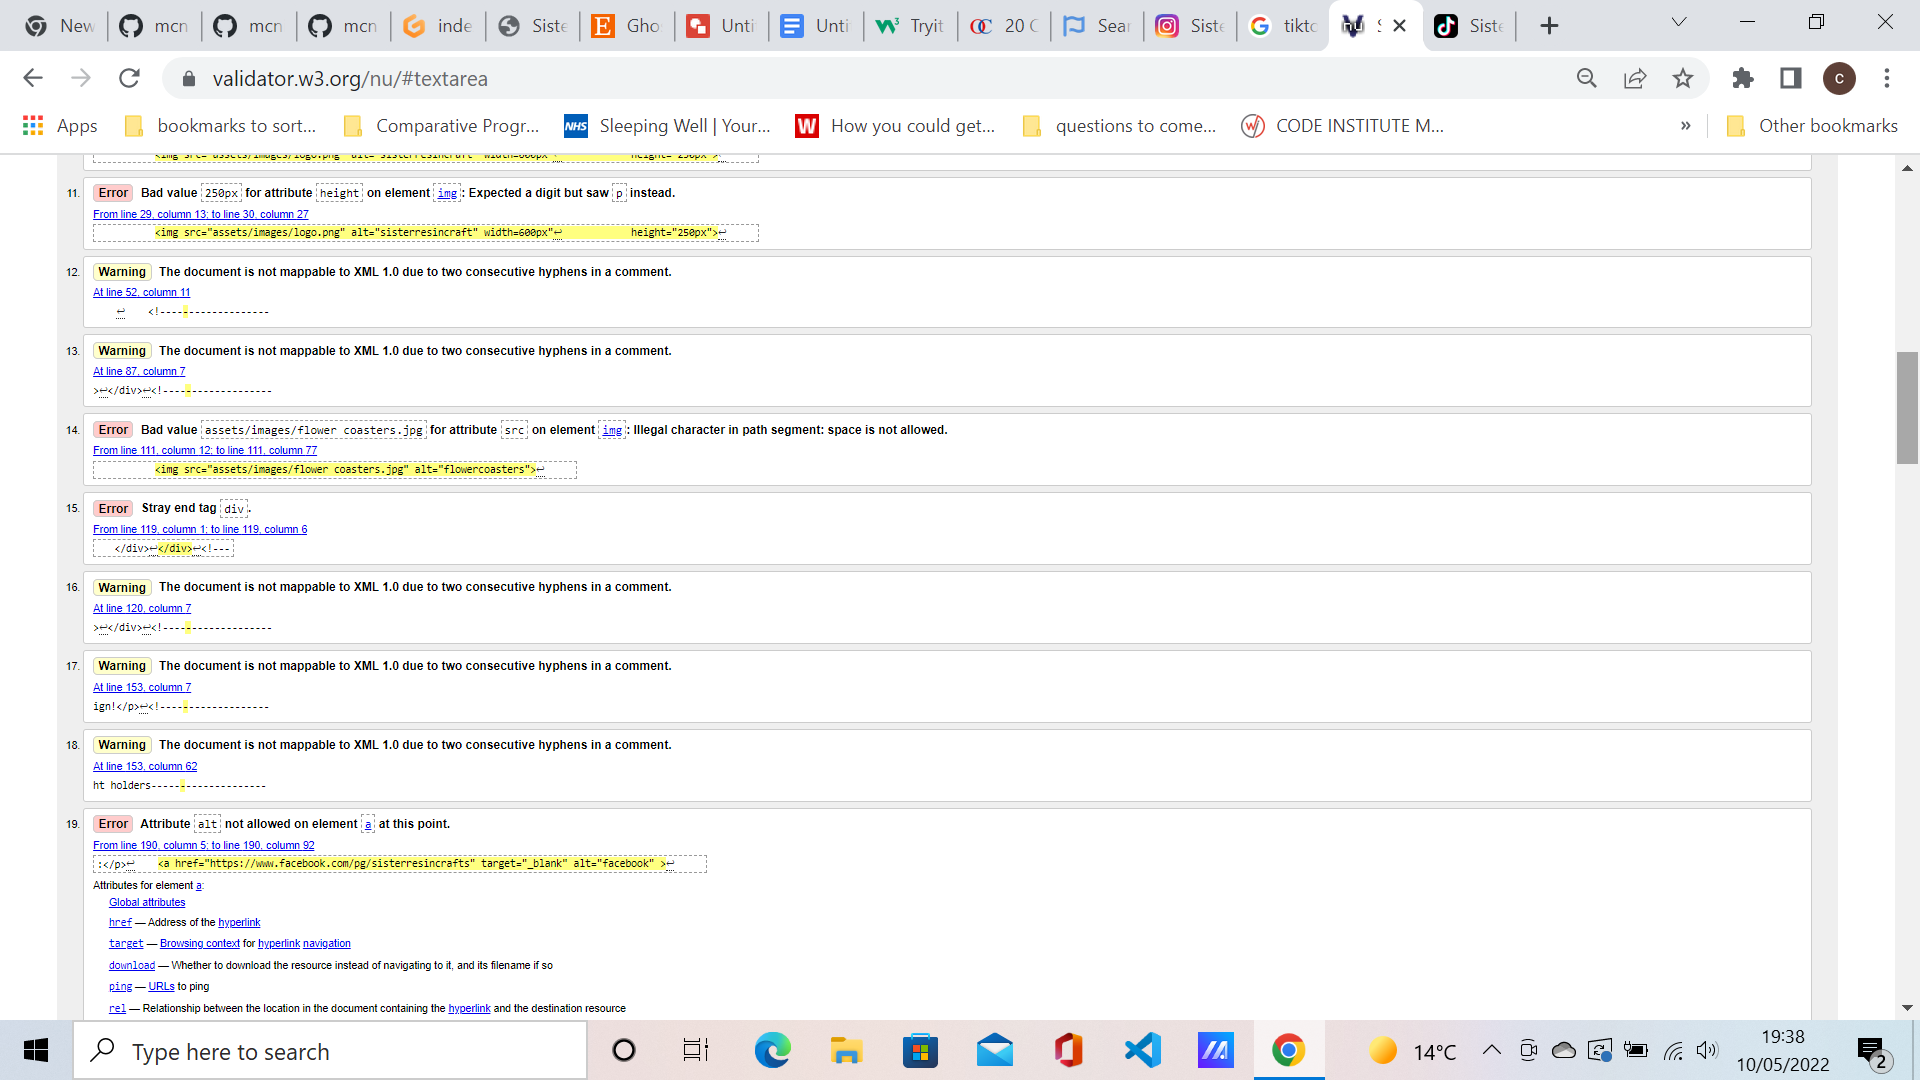 New
mcn
mcn
mcn
inde
Siste
Gho
Unti
Unti
Tryit
20 C
Sear
Siste
tiktc
Siste
validator.w3.org/nu/#textarea
c
Apps
bookmarks to sort...
Comparative Progr...
NHS
Sleeping Well | Your...
W
How you could get...
questions to come...
CODE INSTITUTE M...
»
Other bookmarks
<img src="assets/images/logo.png" alt="sisterresincraft" width=600px"↩ height="250px">↩
11. Error Bad value 250px for attribute height on element img: Expected a digit but saw p instead.
From line 29, column 13; to line 30, column 27
<img src="assets/images/logo.png" alt="sisterresincraft" width=600px"↩ height="250px">↩
12. Warning The document is not mappable to XML 1.0 due to two consecutive hyphens in a comment.
At line 52, column 11
↩ <!-------------------
13. Warning The document is not mappable to XML 1.0 due to two consecutive hyphens in a comment.
At line 87, column 7
>↩</div>↩<!-------------------
14. Error Bad value assets/images/flower coasters.jpg for attribute src on element img: Illegal character in path segment: space is not allowed.
From line 111, column 12; to line 111, column 77
<img src="assets/images/flower coasters.jpg" alt="flowercoasters">↩
15. Error Stray end tag div.
From line 119, column 1; to line 119, column 6
</div>↩</div>↩<!---
16. Warning The document is not mappable to XML 1.0 due to two consecutive hyphens in a comment.
At line 120, column 7
>↩</div>↩<!-------------------
17. Warning The document is not mappable to XML 1.0 due to two consecutive hyphens in a comment.
At line 153, column 7
ign!</p>↩<!-------------------
18. Warning The document is not mappable to XML 1.0 due to two consecutive hyphens in a comment.
At line 153, column 62
ht holders--------------------
19. Error Attribute alt not allowed on element a at this point.
From line 190, column 5; to line 190, column 92
:</p>↩ <a href="https://www.facebook.com/pg/sisterresincrafts" target="_blank" alt="facebook" >↩
Attributes for element a:
Global attributes
href — Address of the hyperlink
target — Browsing context for hyperlink navigation
download — Whether to download the resource instead of navigating to it, and its filename if so
ping — URLs to ping
rel — Relationship between the location in the document containing the hyperlink and the destination resource
Type here to search
14°C
19:38
10/05/2022
2